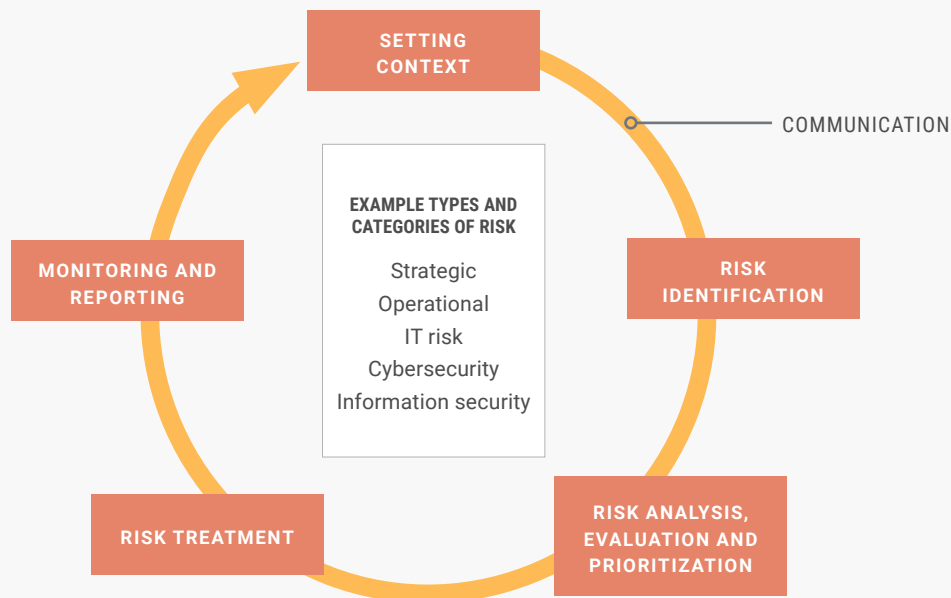 SETTING
CONTEXT
COMMUNICATION
EXAMPLE TYPES AND
CATEGORIES OF RISK
Strategic
Operational
IT risk
Cybersecurity
Information security
RISK
IDENTIFICATION
RISK ANALYSIS,
EVALUATION AND
PRIORITIZATION
RISK TREATMENT
MONITORING AND
REPORTING